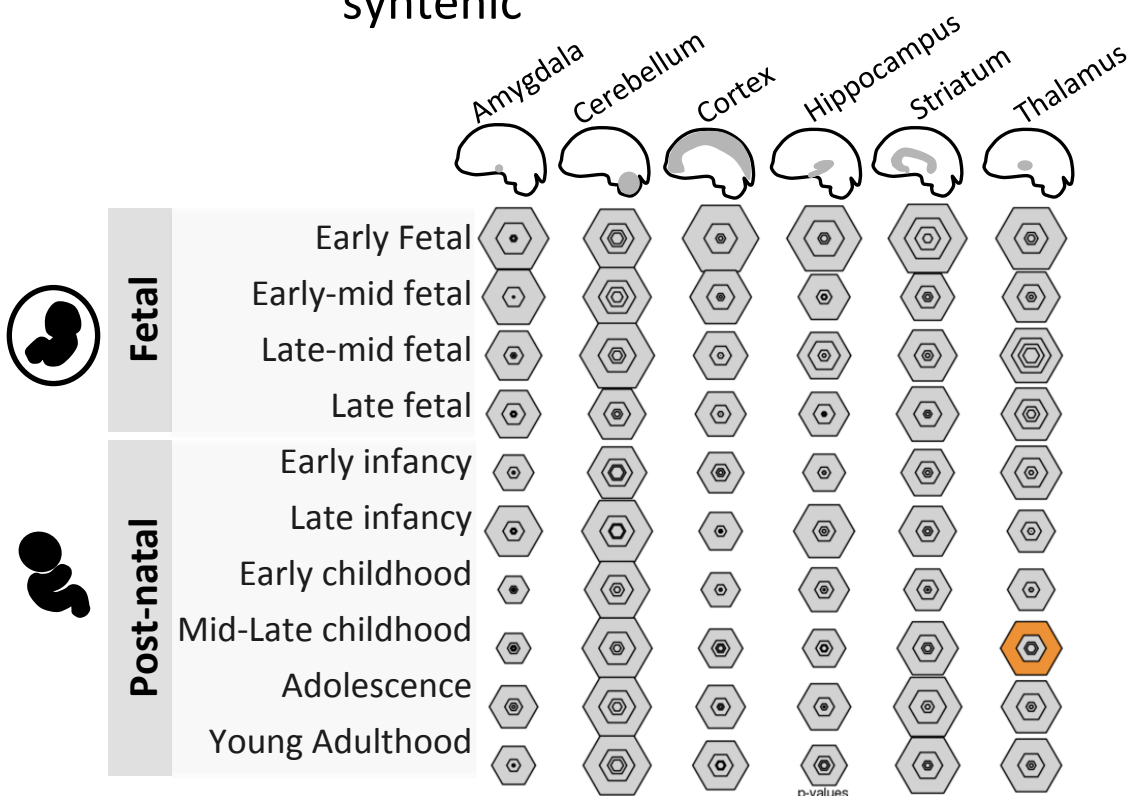 syntenic
Amygdala
Cerebellum
Cortex
Hippocampus
Striatum
Thalamus
Fetal
Early Fetal
Early-mid fetal
Late-mid fetal
Late fetal
Post-natal
Early infancy
Late infancy
Early childhood
Mid-Late childhood
Adolescence
Young Adulthood
p-values